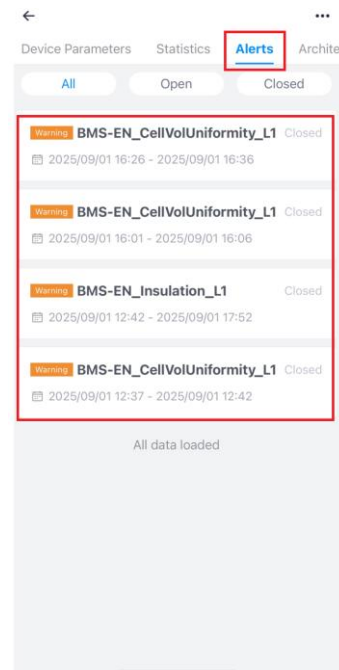 Device Parameters Statistics Alerts Archite
All Open Closed
Warning BMS-EN_CellVolUniformity_L1 Closed
2025/09/01 16:26 - 2025/09/01 16:36
Warning BMS-EN_CellVolUniformity_L1 Closed
2025/09/01 16:01 - 2025/09/01 16:06
Warning BMS-EN_Insulation_L1 Closed
2025/09/01 12:42 - 2025/09/01 17:52
Warning BMS-EN_CellVolUniformity_L1 Closed
2025/09/01 12:37 - 2025/09/01 12:42
All data loaded